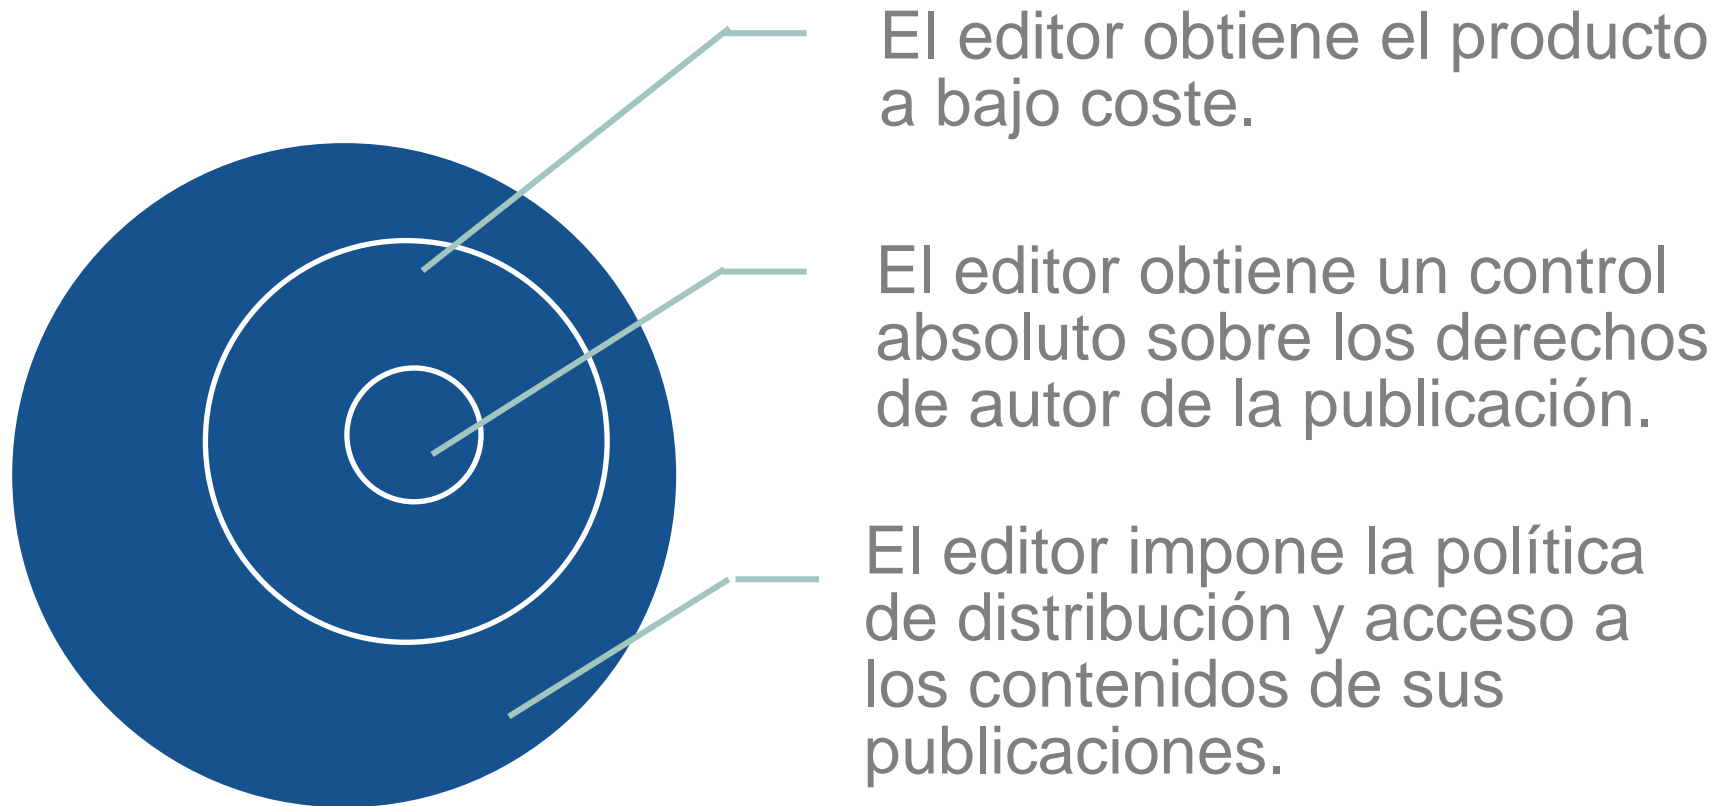 El editor obtiene el producto
a bajo coste.
El editor obtiene un control
absoluto sobre los derechos
de autor de la publicación.
El editor impone la política
de distribución y acceso a
los contenidos de sus
publicaciones.